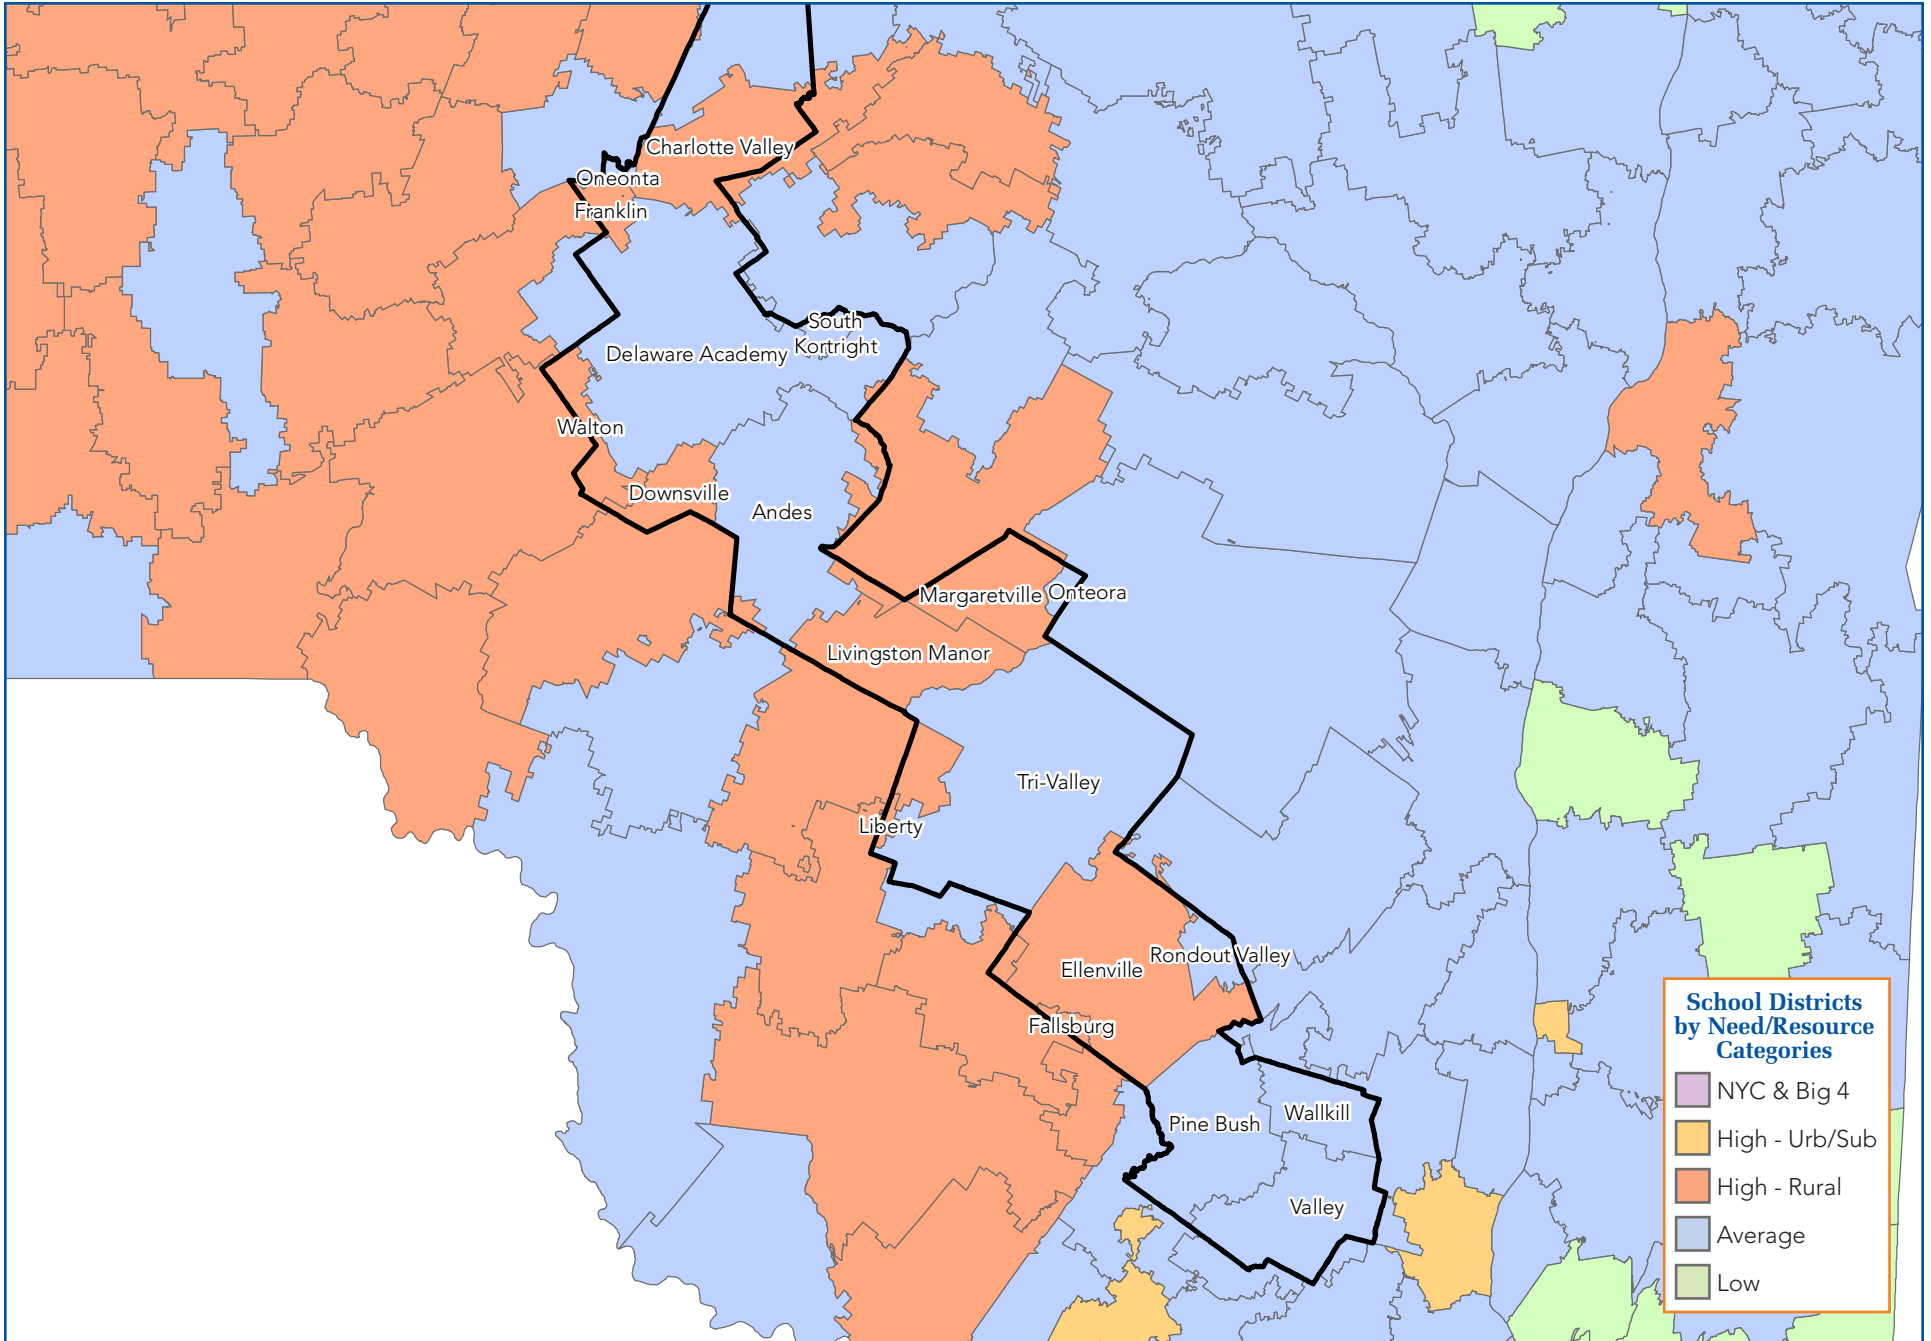 Charlotte Valley
Oneonta
Franklin
South
Kortright
Delaware Academy
Walton
Downsville
Andes
Margaretville
Onteora
Livingston Manor
Tri-Valley
Liberty
Rondout Valley
Ellenville
Fallsburg
Wallkill
Pine Bush
Valley
School Districts
by Need/Resource
Categories
NYC & Big 4
High - Urb/Sub
High - Rural
Average
Low